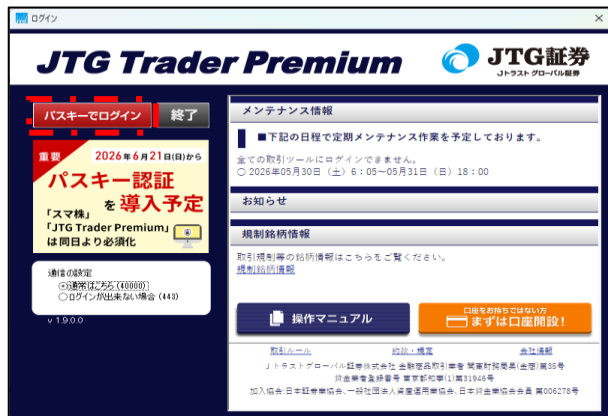 ログイン
JTG Trader Premium
JTG証券
Jトラスト グローバル証券
パスキーでログイン
終了
重要
2026年6月21日(日)から
パスキー認証
を導入予定
「スマ株」
「JTG Trader Premium」
は同日より必須化
通信の設定
通常はこちら(40000)
ログインが出来ない場合(443)
v 1.9.0.0
メンテナンス情報
■下記の日程で定期メンテナンス作業を予定しております。
全ての取引ツールにログインできません。
○ 2026年05月30日（土）6：05～05月31日（日）18：00
お知らせ
規制銘柄情報
取引規制等の銘柄情報はこちらをご覧ください。
規制銘柄情報
操作マニュアル
口座をお持ちではない方
まずは口座開設!
取引ルール 約款・規定 会社情報
Jトラストグローバル証券株式会社 金融商品取引業者 関東財務局長(金商)第35号
貸金業者登録番号 東京都知事(1)第31946号
加入協会:日本証券業協会、一般社団法人資産運用業協会、日本貸金業協会会員 第006278号